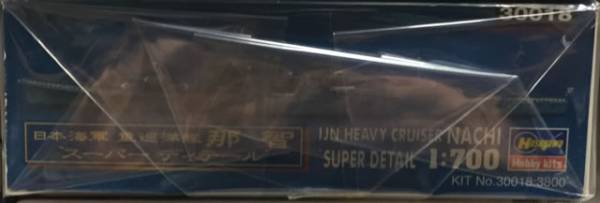 30018
日本海軍 重巡洋艦 那智
スーパーディテール
IJN HEAVY CRUISER NACHI
SUPER DETAIL 1:700
Hasegawa
Hobby kits
KIT No.30018:3800